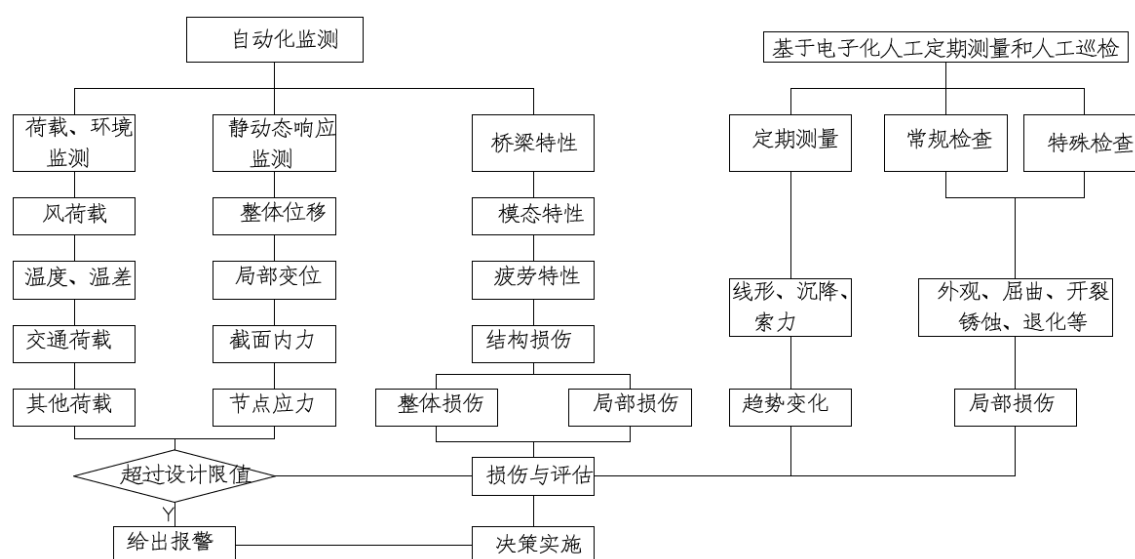 自动化监测
基于电子化人工定期测量和人工巡检
荷载、环境
监测
静动态响应
监测
桥梁特性
定期测量
常规检查
特殊检查
风荷载
整体位移
模态特性
温度、温差
局部变位
疲劳特性
线形、沉降、
索力
外观、屈曲、开裂
锈蚀、退化等
交通荷载
截面内力
结构损伤
其他荷载
节点应力
整体损伤
局部损伤
趋势变化
局部损伤
超过设计限值
损伤与评估
Y
给出报警
决策实施